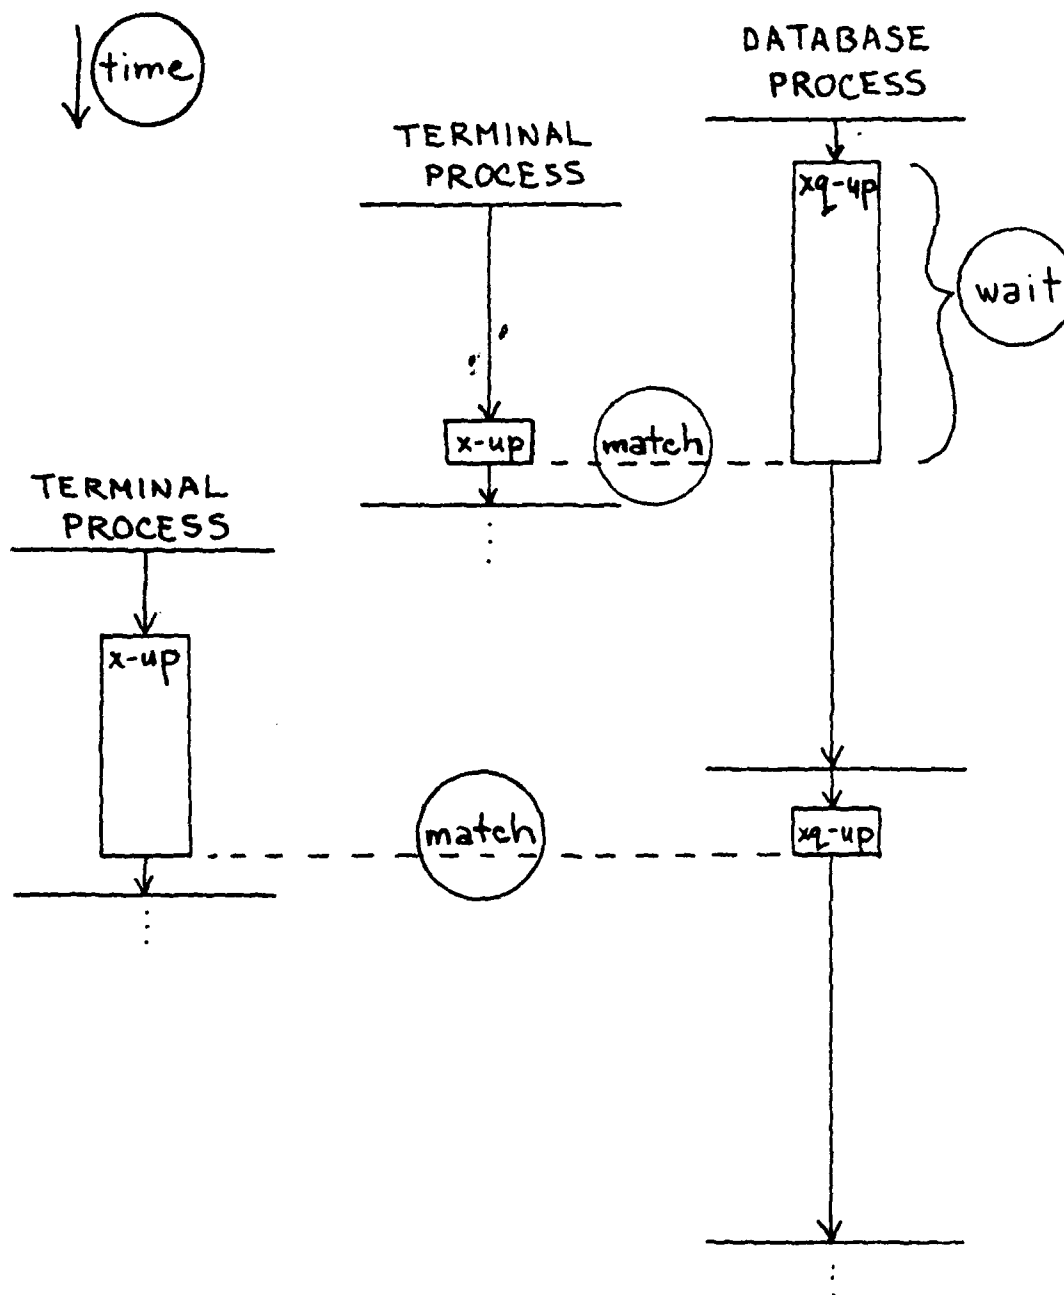 time
DATABASE
PROCESS
TERMINAL
PROCESS
xq-up
wait
x-up
match
TERMINAL
PROCESS
x-up
match
xq-up